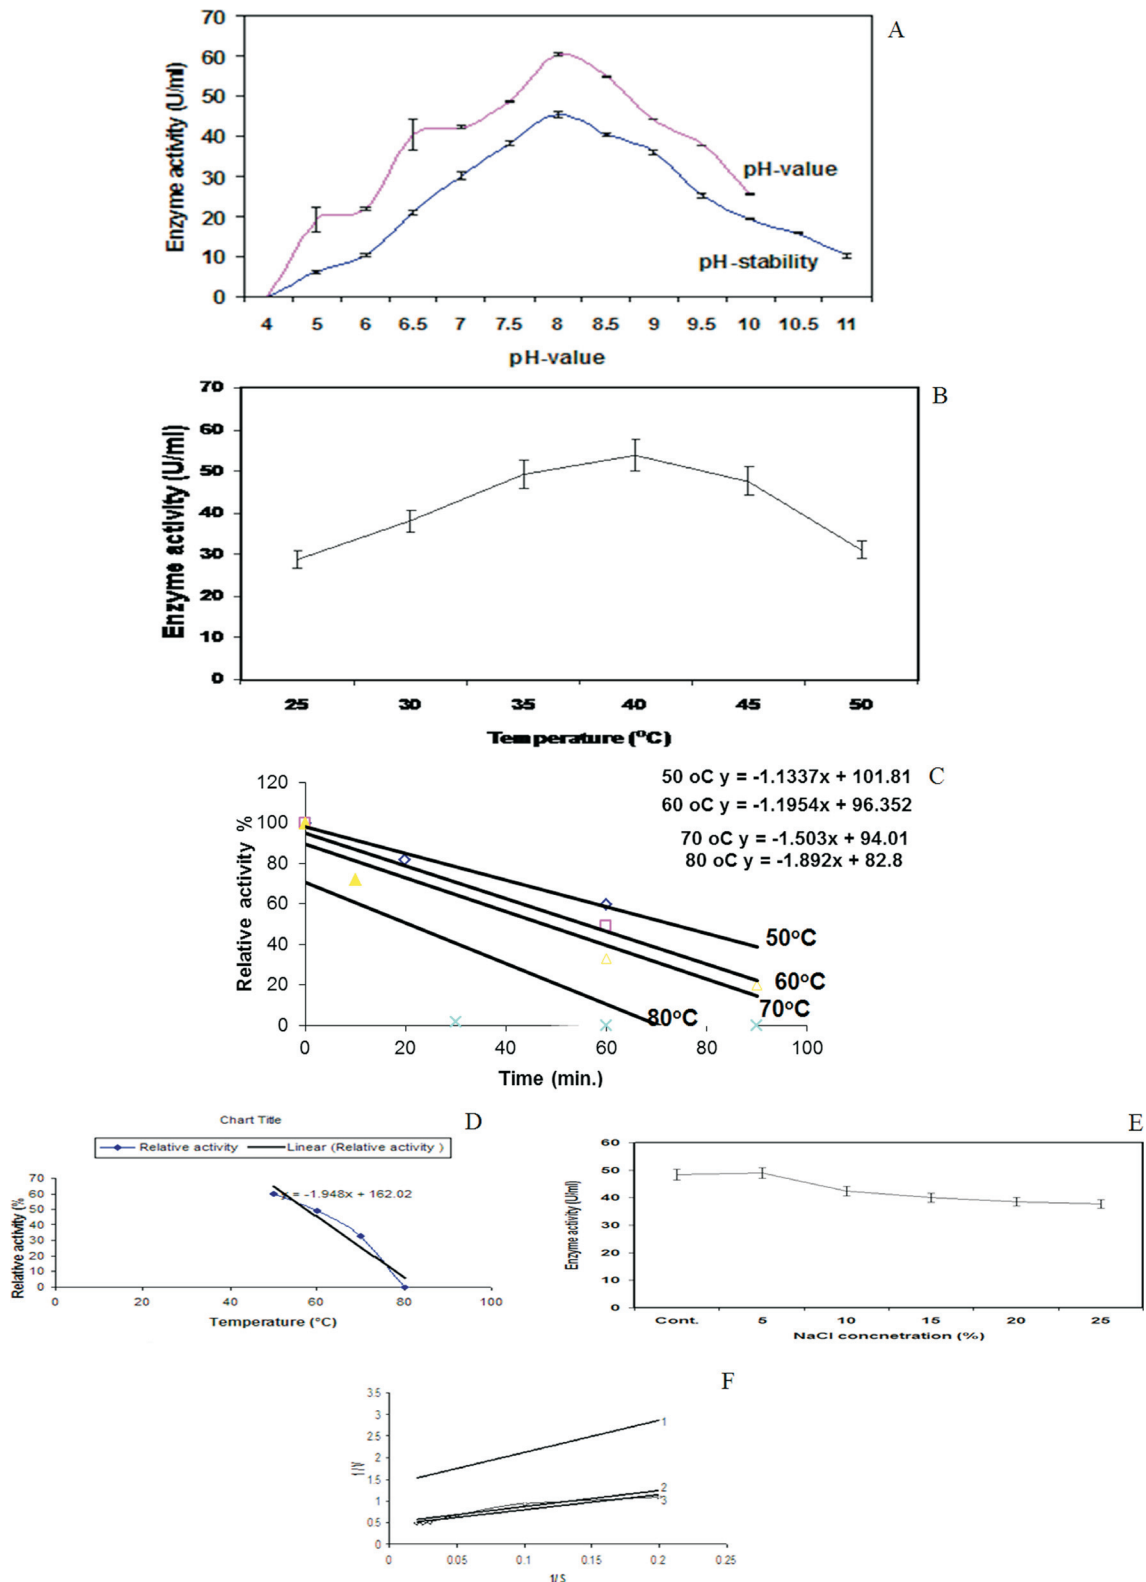 A
Enzyme activity (U/ml)
70
60
50
40
30
20
10
0
pH-value
pH-stability
4 5 6 6.5 7 7.5 8 8.5 9 9.5 10 10.5 11
pH-value
B
Enzyme activity (U/ml)
70
60
50
40
30
20
10
0
25 30 35 40 45 50
Temperature (°C)
C
50 oC y = -1.1337x + 101.81
60 oC y = -1.1954x + 96.352
70 oC y = -1.503x + 94.01
80 oC y = -1.892x + 82.8
Relative activity %
120
100
80
60
40
20
0
50°C
60°C
70°C
80°C
0 20 40 60 80 100
Time (min.)
D
Chart Title
Relative activity Linear (Relative activity )
= -1.948x + 162.02
Relative activity (%
70
60
50
40
30
20
10
0
0 20 40 60 80 100
Temperature (°C)
E
Enzyme activity (U/ml)
60
50
40
30
20
10
0
Cont. 5 10 15 20 25
NaCl concnetration (%)
F
1/V
3.5
3
2.5
2
1.5
1
0.5
0
1
2
3
0 0.05 0.1 0.15 0.2 0.25
1/S